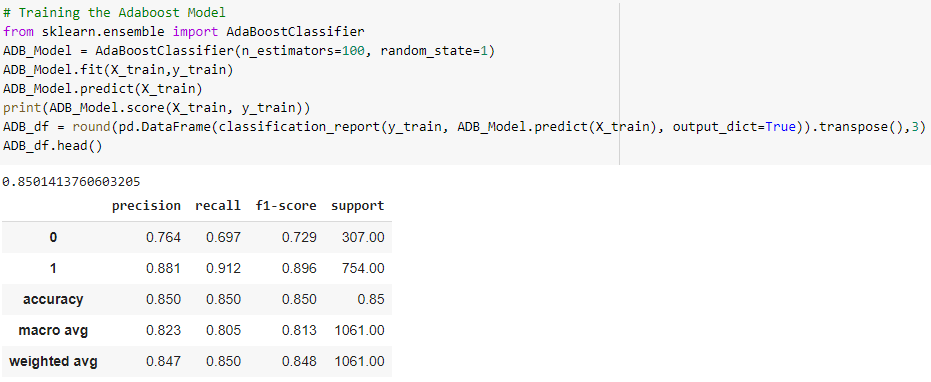 # Training the Adaboost Model
from sklearn.ensemble import AdaBoostClassifier
ADB_Model = AdaBoostClassifier(n_estimators=100, random_state=1)
ADB_Model.fit(X_train,y_train)
ADB_Model.predict(X_train)
print(ADB_Model.score(X_train, y_train))
ADB_df = round(pd.DataFrame(classification_report(y_train, ADB_Model.predict(X_train), output_dict=True)).transpose(),3)
ADB_df.head()
0.8501413760603205
precision recall f1-score support
0 0.764 0.697 0.729 307.00
1 0.881 0.912 0.896 754.00
accuracy 0.850 0.850 0.850 0.85
macro avg 0.823 0.805 0.813 1061.00
weighted avg 0.847 0.850 0.848 1061.00